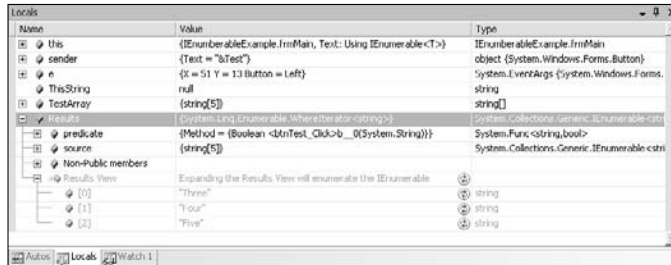 Locals
Name Value Type
this {IEnumberableExample.frmMain, Text: Using IEnumerable<T>} IEnumberableExample.frmMain
sender {Text = "&Test"} object {System.Windows.Forms.Button}
e {X = 51 Y = 13 Button = Left} System.EventArgs {System.Windows.Forms.
ThisString null string
TestArray {string[5]} string[]
Results {System.Linq.Enumerable.WhereIterator<string>} System.Collections.Generic.IEnumerable<stri
predicate {Method = {Boolean <btnTest_Click>b__0(System.String)}} System.Func<string,bool>
source {string[5]} System.Collections.Generic.IEnumerable<stri
Non-Public members
Results View Expanding the Results View will enumerate the IEnumerable
[0] "Three" string
[1] "Four" string
[2] "Five" string
Autos Locals Watch 1